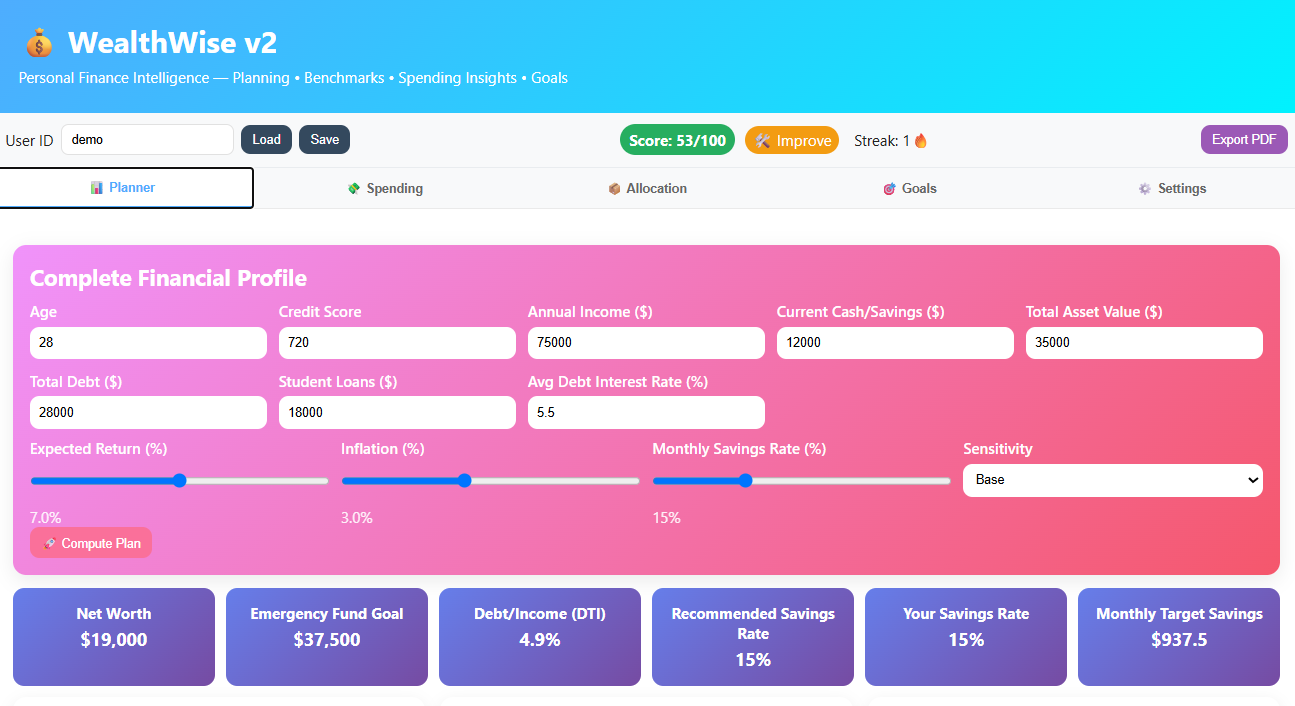 WealthWise v2
Personal Finance Intelligence — Planning • Benchmarks • Spending Insights • Goals
User ID demo Load Save Score: 53/100 Improve Streak: 1 Export PDF
Planner Spending Allocation Goals Settings
Complete Financial Profile
Age Credit Score Annual Income ($) Current Cash/Savings ($) Total Asset Value ($)
28 720 75000 12000 35000
Total Debt ($) Student Loans ($) Avg Debt Interest Rate (%)
28000 18000 5.5
Expected Return (%) Inflation (%) Monthly Savings Rate (%) Sensitivity
Base
7.0% 3.0% 15%
Compute Plan
Net Worth
$19,000
Emergency Fund Goal
$37,500
Debt/Income (DTI)
4.9%
Recommended Savings
Rate
15%
Your Savings Rate
15%
Monthly Target Savings
$937.5